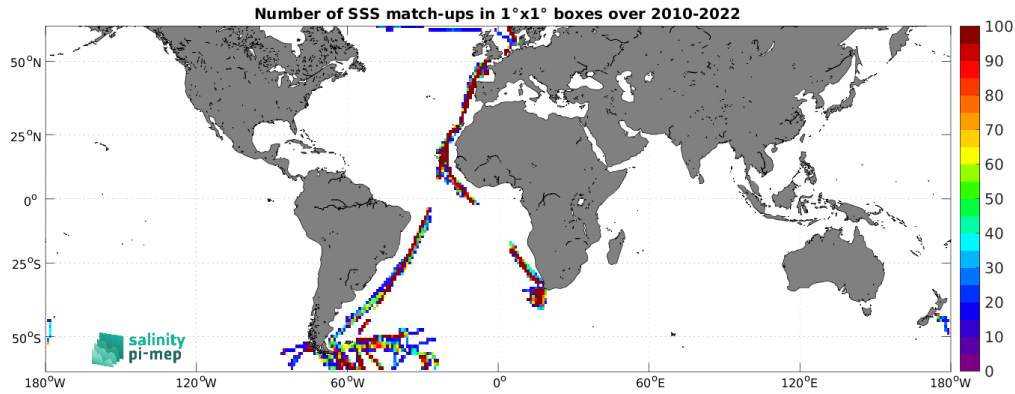 Number of SSS match-ups in 1°x1° boxes over 2010-2022
50°N
25°N
0°
25°S
50°S
180°W 120°W 60°W 0° 60°E 120°E 180°W
100
90
80
70
60
50
40
30
20
10
0
salinity
pi-mep